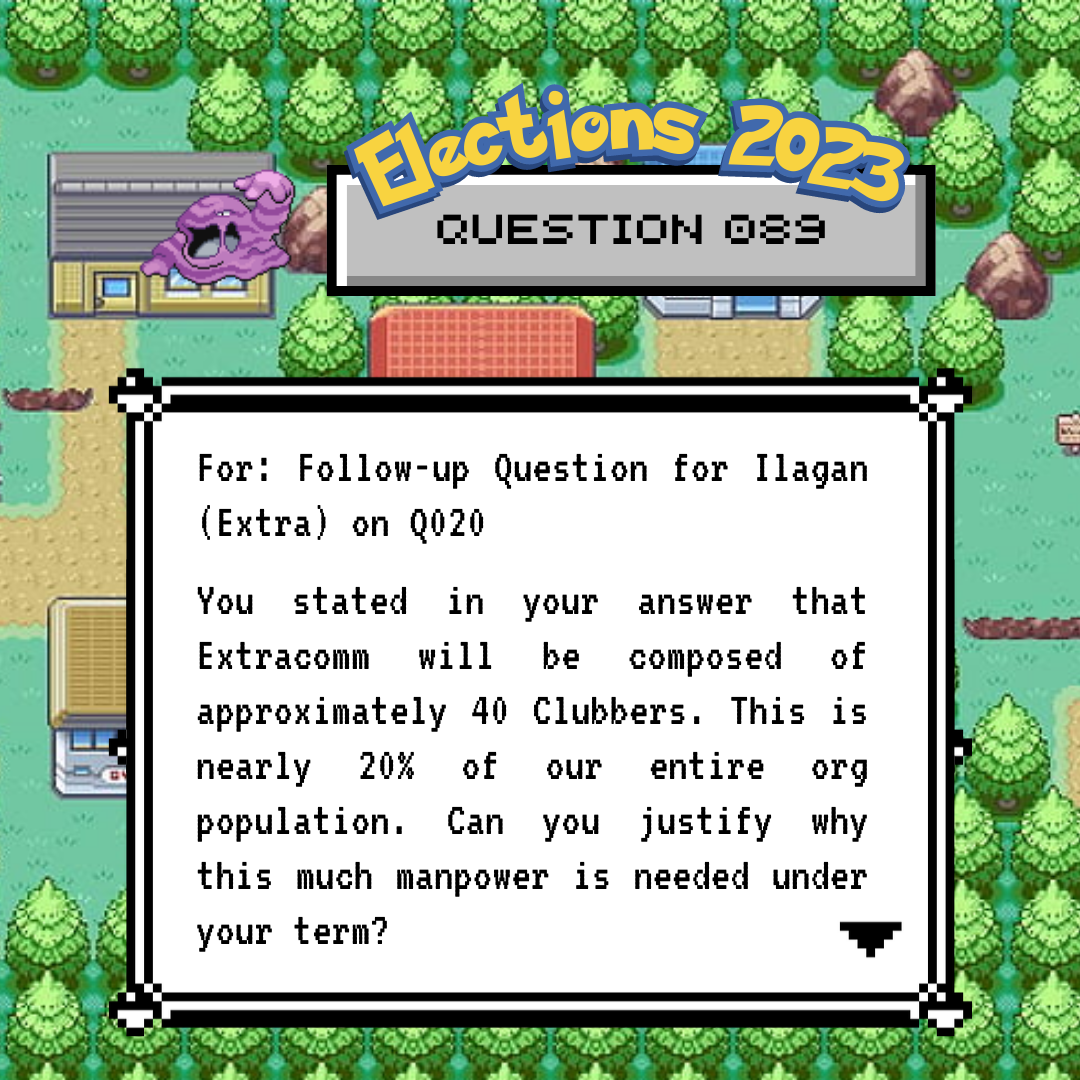 Elections 2023
QUESTION 089
For: Follow-up Question for Ilagan
(Extra) on Q020
You stated in your answer that
Extracomm will be composed of
approximately 40 Clubbers. This is
nearly 20% of our entire org
population. Can you justify why
this much manpower is needed under
your term?